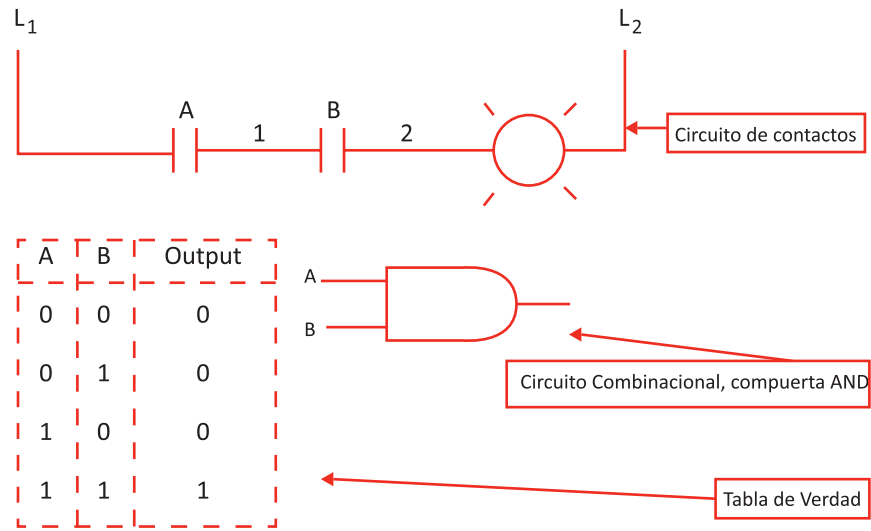 L1 L2
A B
1 2
Circuito de contactos
A B Output
0 0 0
0 1 0
1 0 0
1 1 1
A
B
Circuito Combinacional, compuerta AND
Tabla de Verdad